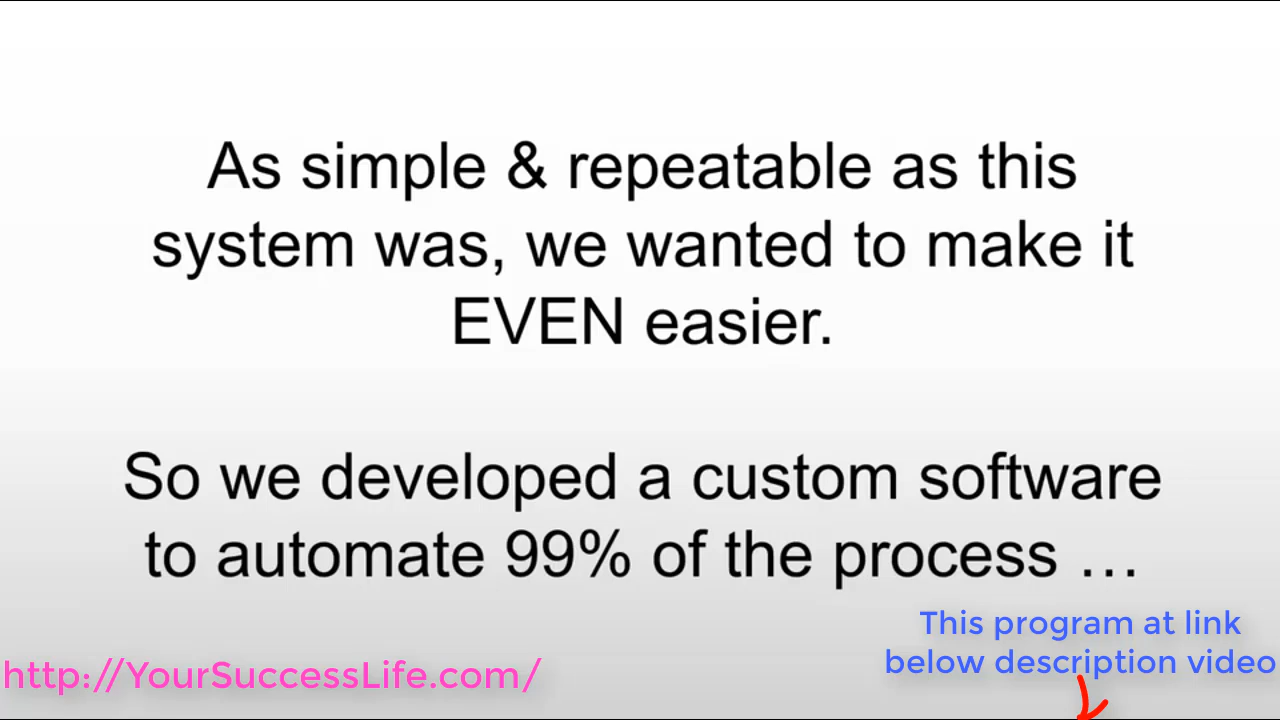 As simple & repeatable as this
system was, we wanted to make it
EVEN easier.
So we developed a custom software
to automate 99% of the process …
This program at link
below description video
http://YourSuccessLife.com/